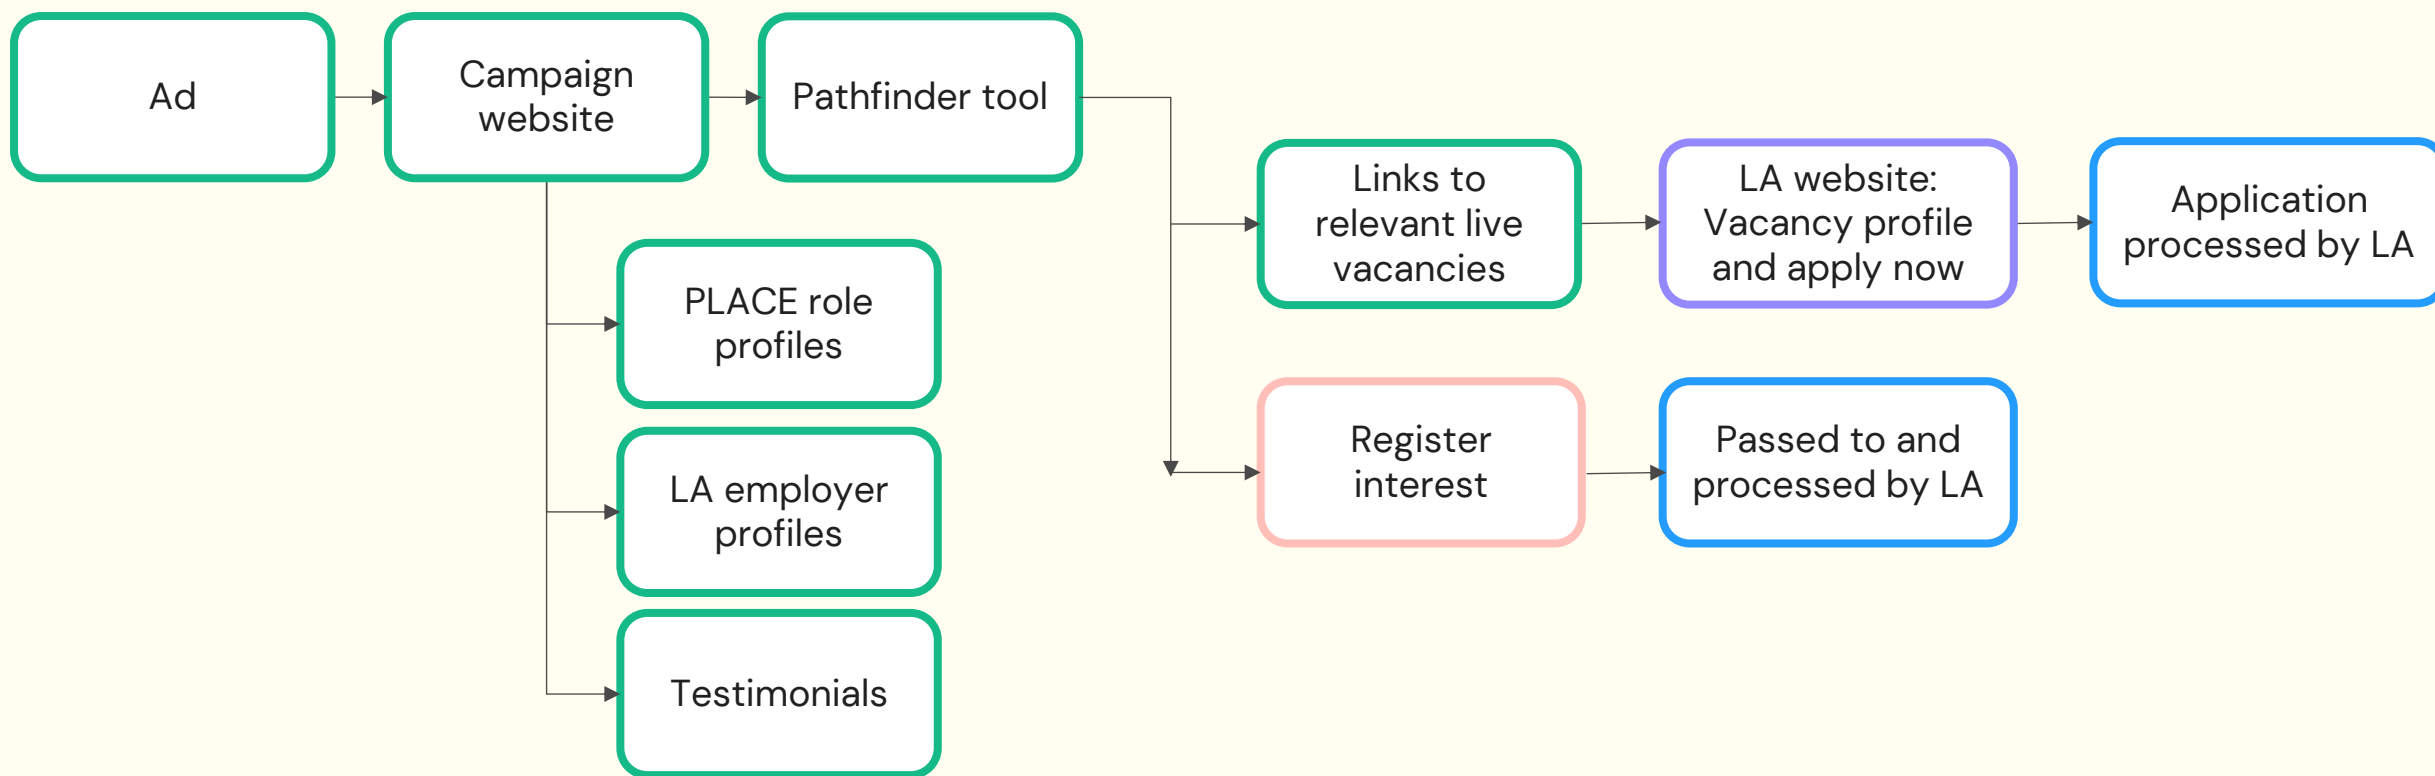 Ad
Campaign
website
Pathfinder tool
Links to
relevant live
vacancies
LA website:
Vacancy profile
and apply now
Application
processed by LA
PLACE role
profiles
Register
interest
Passed to and
processed by LA
LA employer
profiles
Testimonials